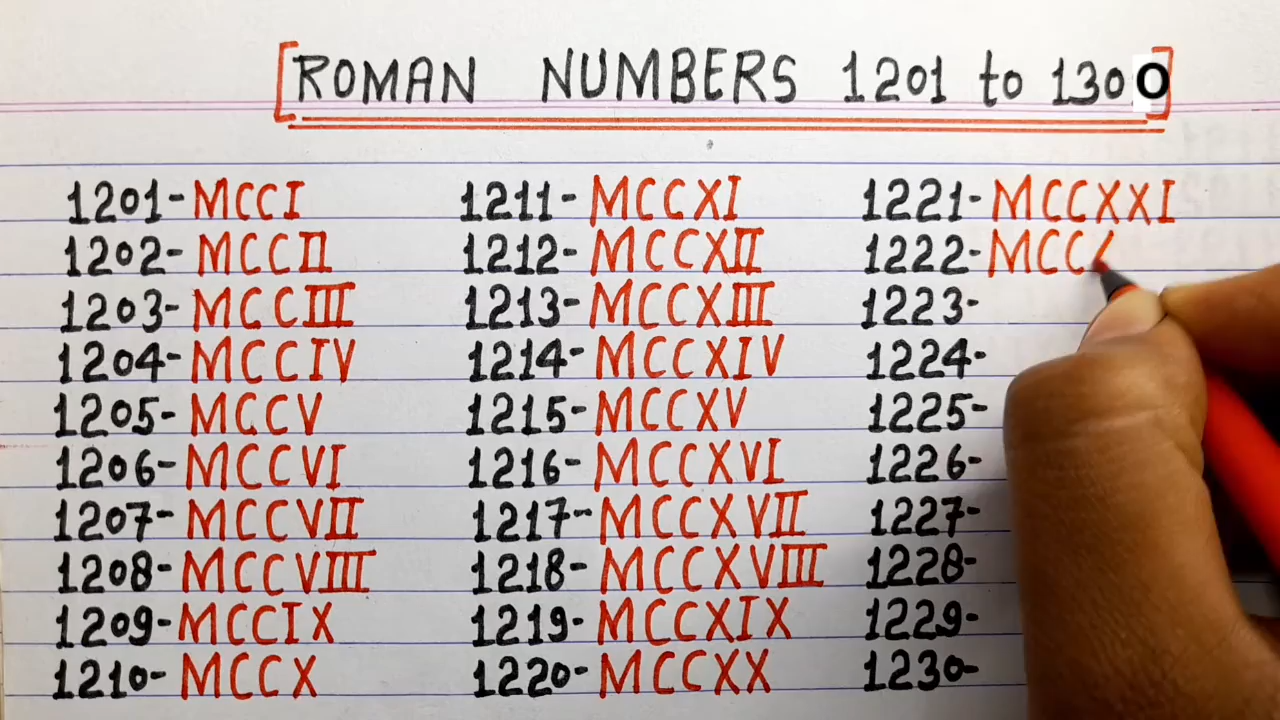 ROMAN NUMBERS 1201 to 1300
1201- MCCI
1202- MCCII
1203- MCCIII
1204- MCCIV
1205- MCCV
1206- MCCVI
1207- MCCVII
1208- MCCVIII
1209- MCCIX
1210- MCCX
1211- MCCXI
1212- MCCXII
1213- MCCXIII
1214- MCCXIV
1215- MCCXV
1216- MCCXVI
1217- MCCXVII
1218- MCCXVIII
1219- MCCXIX
1220- MCCXX
1221- MCCXXI
1222- MCC
1223-
1224-
1225-
1226-
1227-
1228-
1229-
1230-